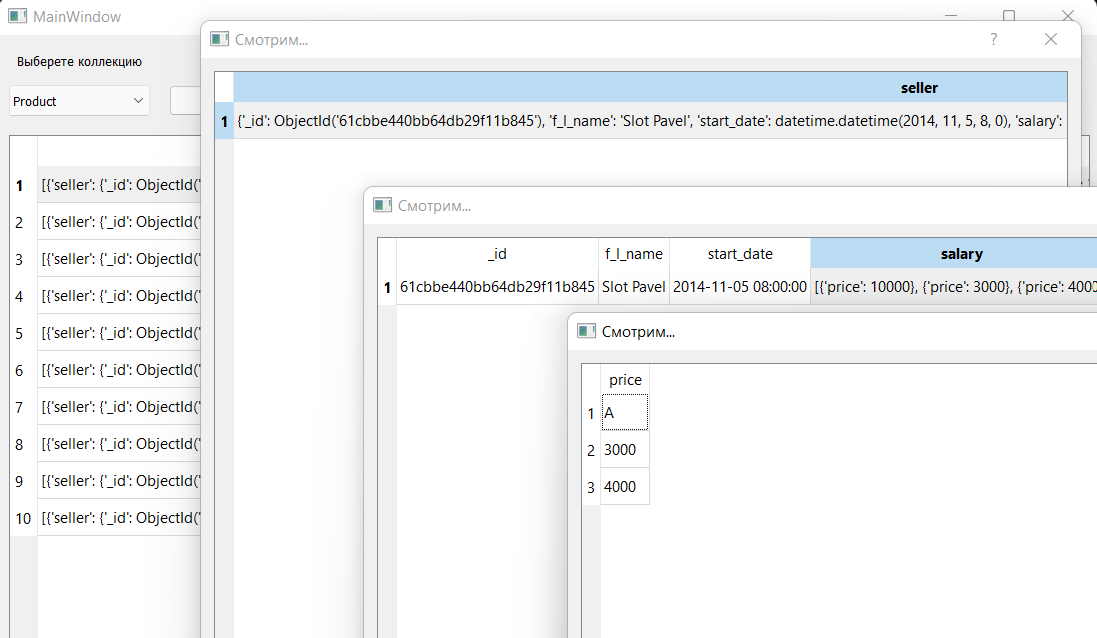 MainWindow
Выберете коллекцию
Product
1 [{'seller': {'_id': ObjectId('
2 [{'seller': {'_id': ObjectId('
3 [{'seller': {'_id': ObjectId('
4 [{'seller': {'_id': ObjectId('
5 [{'seller': {'_id': ObjectId('
6 [{'seller': {'_id': ObjectId('
7 [{'seller': {'_id': ObjectId('
8 [{'seller': {'_id': ObjectId('
9 [{'seller': {'_id': ObjectId('
10 [{'seller': {'_id': ObjectId('
Смотрим... ?
seller
1 {'_id': ObjectId('61cbbe440bb64db29f11b845'), 'f_l_name': 'Slot Pavel', 'start_date': datetime.datetime(2014, 11, 5, 8, 0), 'salary':
Смотрим...
_id f_l_name start_date salary
1 61cbbe440bb64db29f11b845 Slot Pavel 2014-11-05 08:00:00 [{'price': 10000}, {'price': 3000}, {'price': 4000
Смотрим...
price
1 A
2 3000
3 4000